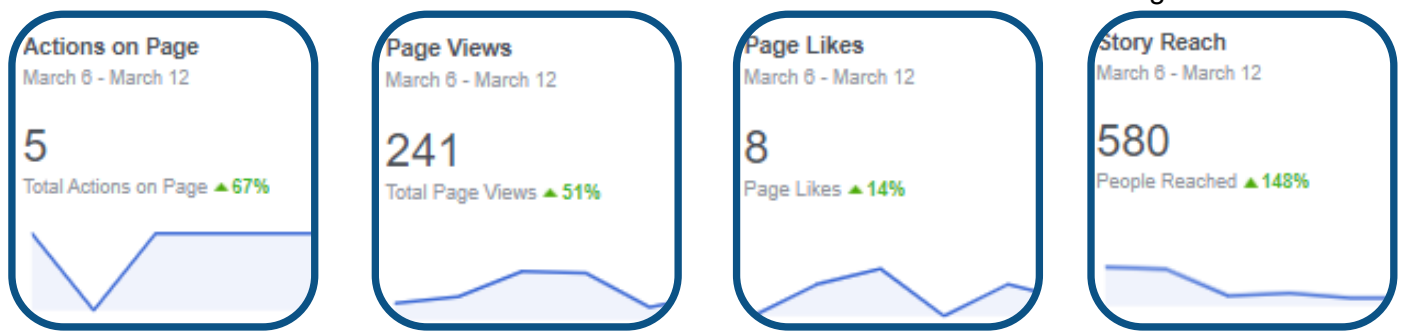 Actions on Page
March 6 - March 12
5
Total Actions on Page ▲ 67%
Page Views
March 6 - March 12
241
Total Page Views ▲ 51%
Page Likes
March 6 - March 12
8
Page Likes ▲ 14%
Story Reach
March 6 - March 12
580
People Reached ▲ 148%